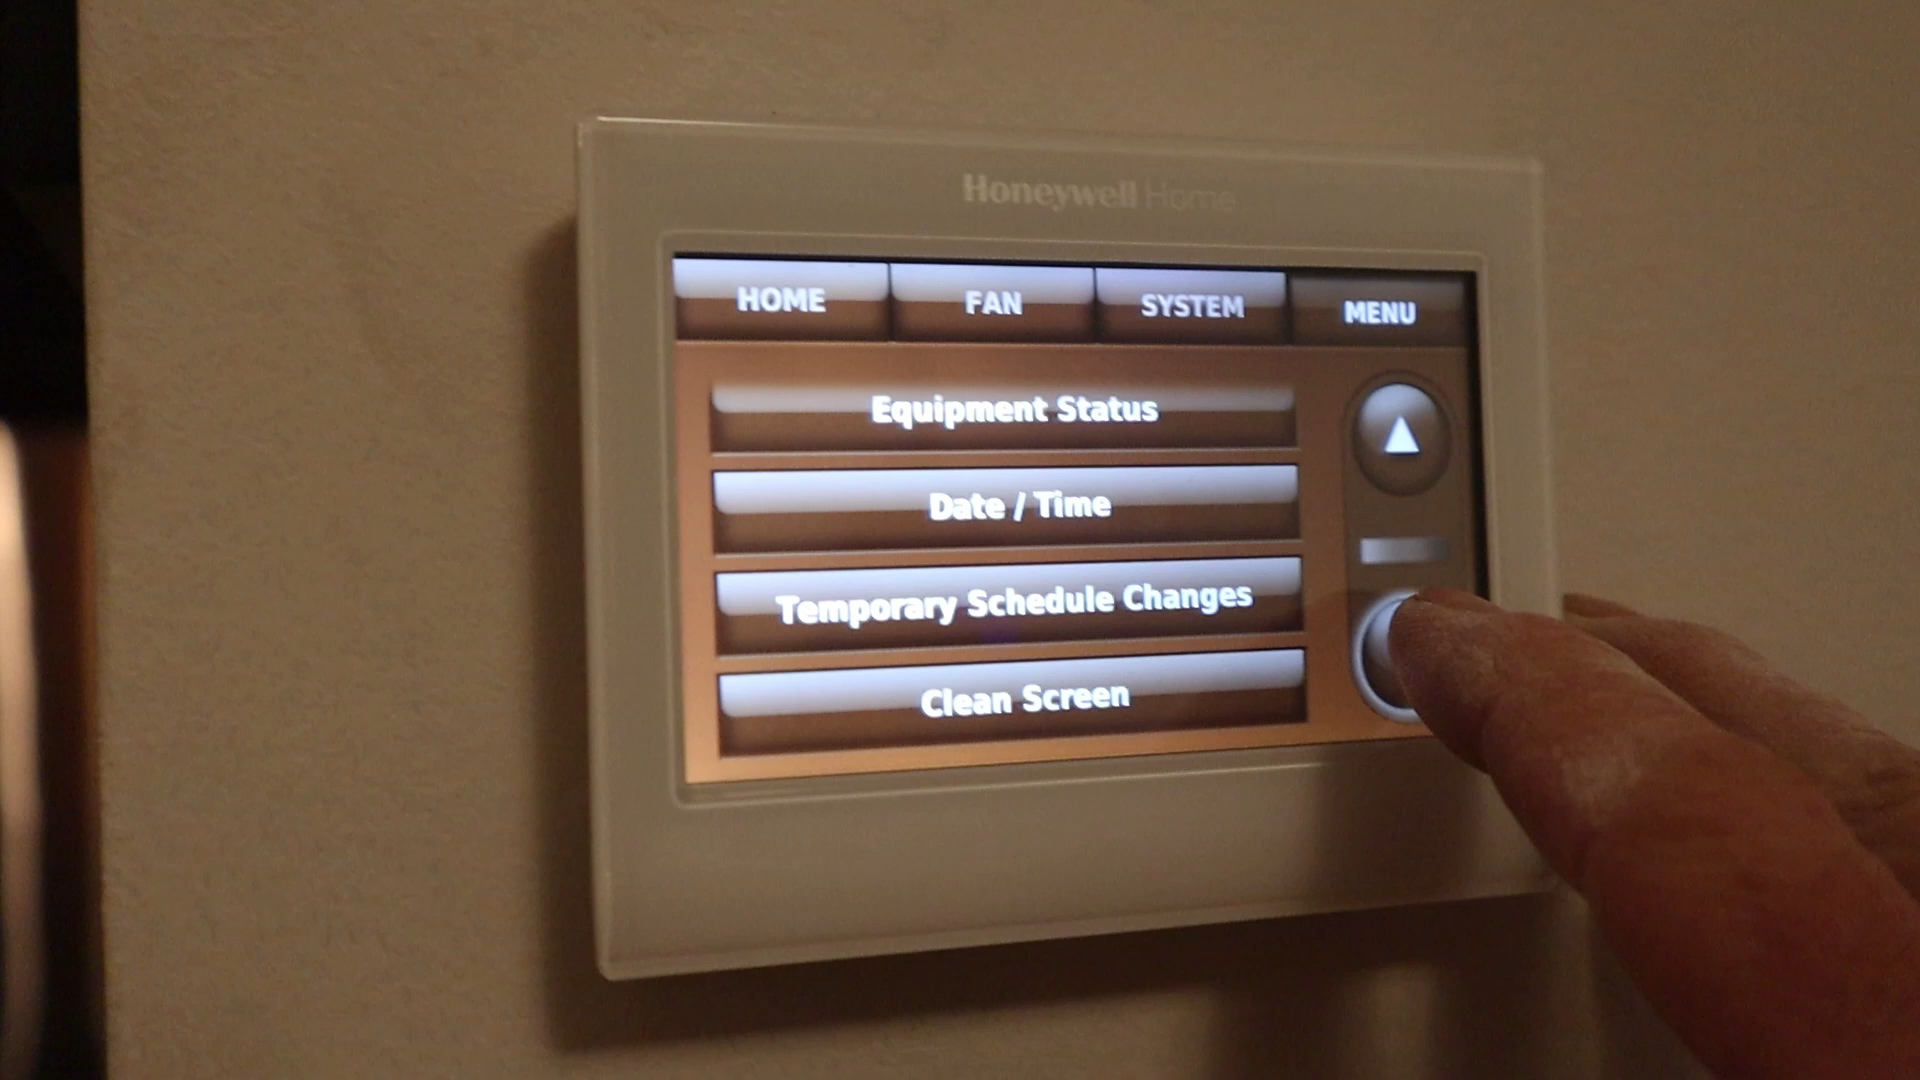 Honeywell Home
HOME FAN SYSTEM MENU
Equipment Status
Date / Time
Temporary Schedule Changes
Clean Screen